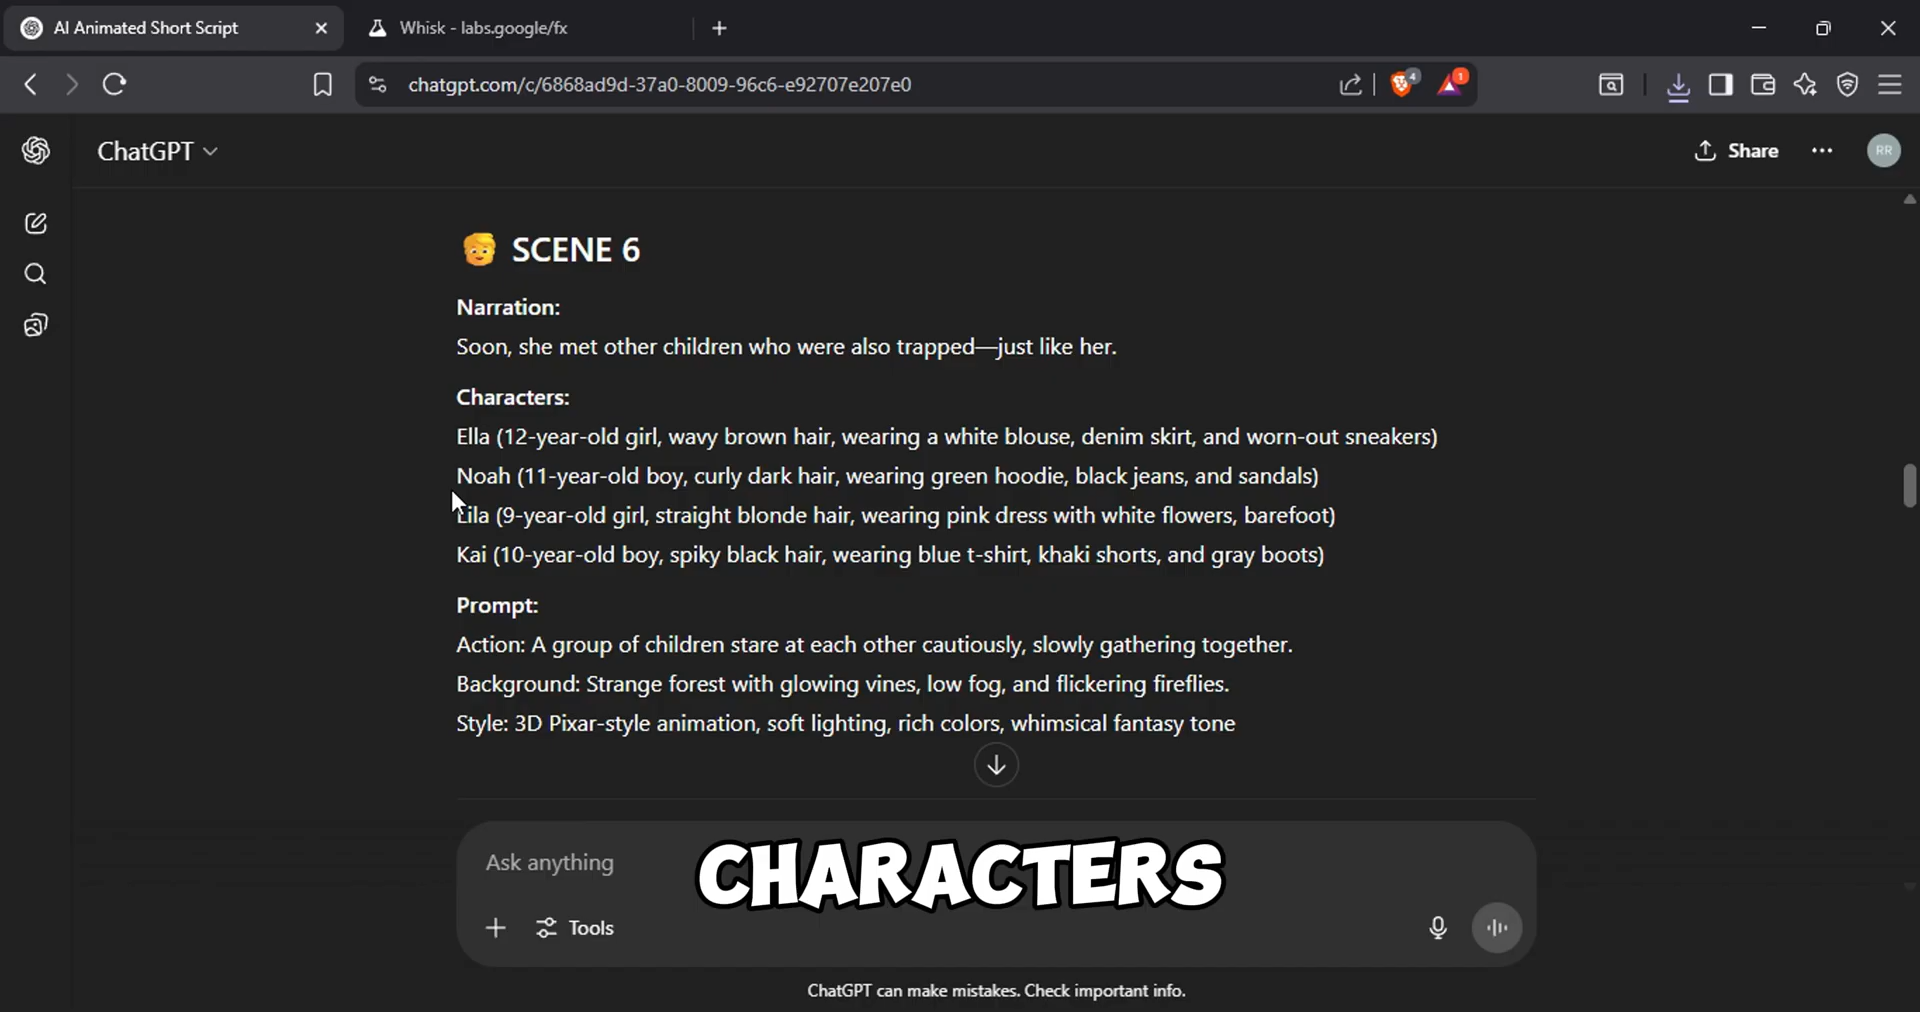 AI Animated Short Script
Whisk - labs.google/fx
chatgpt.com/c/6868ad9d-37a0-8009-96c6-e92707e207e0
4
1
ChatGPT
Share
RR
SCENE 6
Narration:
Soon, she met other children who were also trapped—just like her.
Characters:
Ella (12-year-old girl, wavy brown hair, wearing a white blouse, denim skirt, and worn-out sneakers)
Noah (11-year-old boy, curly dark hair, wearing green hoodie, black jeans, and sandals)
Lila (9-year-old girl, straight blonde hair, wearing pink dress with white flowers, barefoot)
Kai (10-year-old boy, spiky black hair, wearing blue t-shirt, khaki shorts, and gray boots)
Prompt:
Action: A group of children stare at each other cautiously, slowly gathering together.
Background: Strange forest with glowing vines, low fog, and flickering fireflies.
Style: 3D Pixar-style animation, soft lighting, rich colors, whimsical fantasy tone
Ask anything
CHARACTERS
Tools
ChatGPT can make mistakes. Check important info.